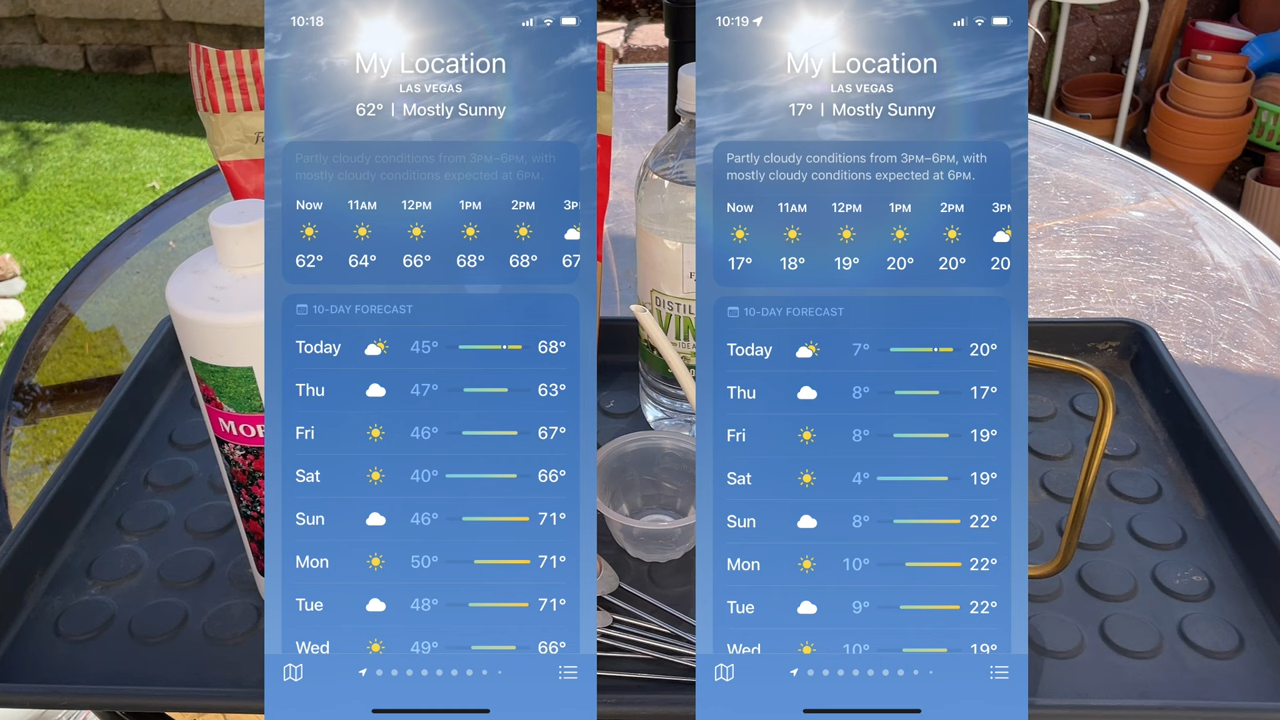 10:18
My Location
LAS VEGAS
62° | Mostly Sunny
Partly cloudy conditions from 3PM–6PM, with
mostly cloudy conditions expected at 6PM.
Now 11AM 12PM 1PM 2PM
62° 64° 66° 68° 68° 67
10-DAY FORECAST
Today 45° 68°
Thu 47° 63°
Fri 46° 67°
Sat 40° 66°
Sun 46° 71°
Mon 50° 71°
Tue 48° 71°
Wed 49° 66°
10:19
My Location
LAS VEGAS
17° | Mostly Sunny
Partly cloudy conditions from 3PM–6PM, with
mostly cloudy conditions expected at 6PM.
Now 11AM 12PM 1PM 2PM
17° 18° 19° 20° 20° 20
10-DAY FORECAST
Today 7° 20°
Thu 8° 17°
Fri 8° 19°
Sat 4° 19°
Sun 8° 22°
Mon 10° 22°
Tue 9° 22°
Wed 10° 19°